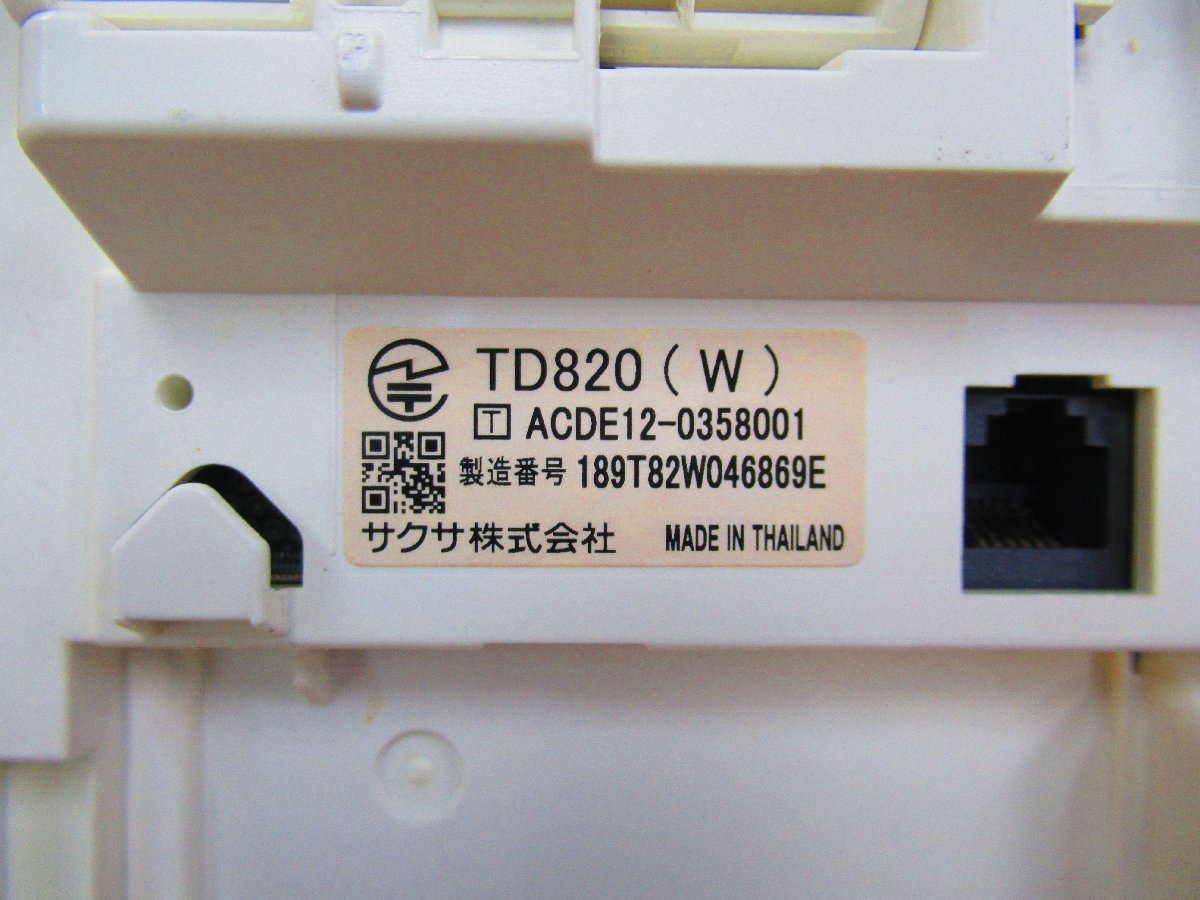 TD820 ( W )
T ACDE12-0358001
製造番号 189T82W046869E
サクサ株式会社 MADE IN THAILAND